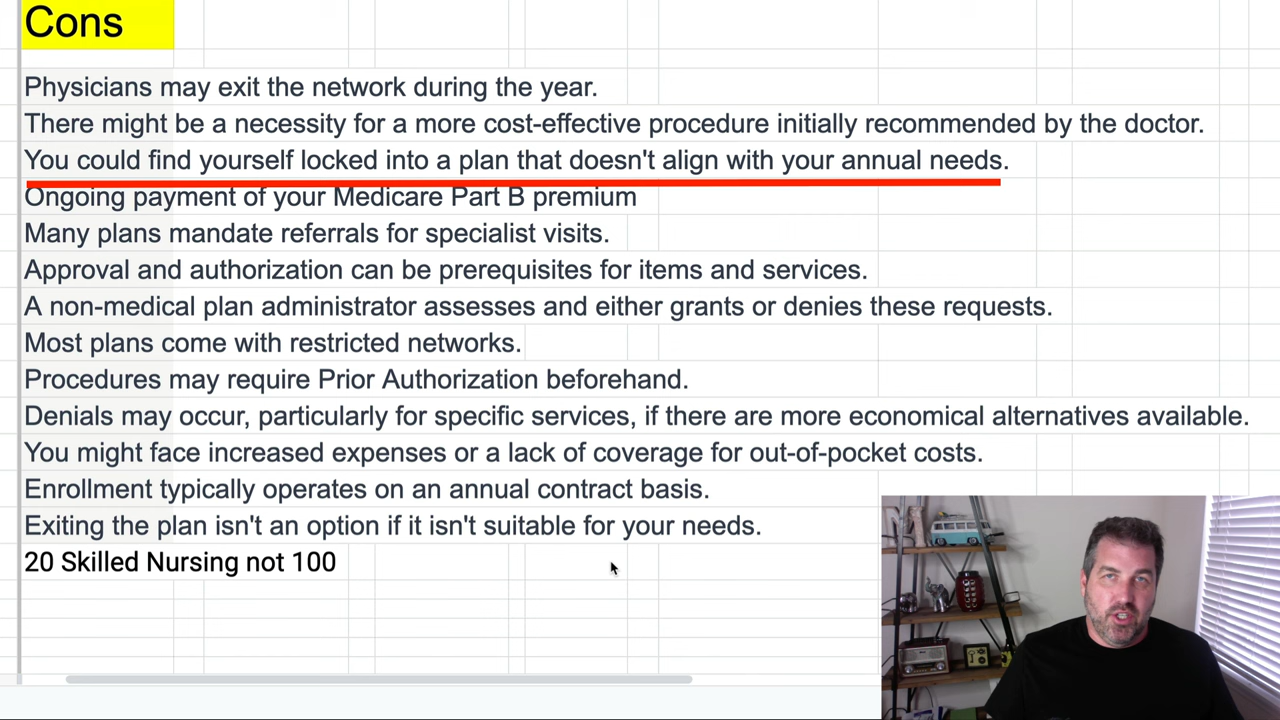 Cons
Physicians may exit the network during the year.
There might be a necessity for a more cost-effective procedure initially recommended by the doctor.
You could find yourself locked into a plan that doesn't align with your annual needs.
Ongoing payment of your Medicare Part B premium
Many plans mandate referrals for specialist visits.
Approval and authorization can be prerequisites for items and services.
A non-medical plan administrator assesses and either grants or denies these requests.
Most plans come with restricted networks.
Procedures may require Prior Authorization beforehand.
Denials may occur, particularly for specific services, if there are more economical alternatives available.
You might face increased expenses or a lack of coverage for out-of-pocket costs.
Enrollment typically operates on an annual contract basis.
Exiting the plan isn't an option if it isn't suitable for your needs.
20 Skilled Nursing not 100